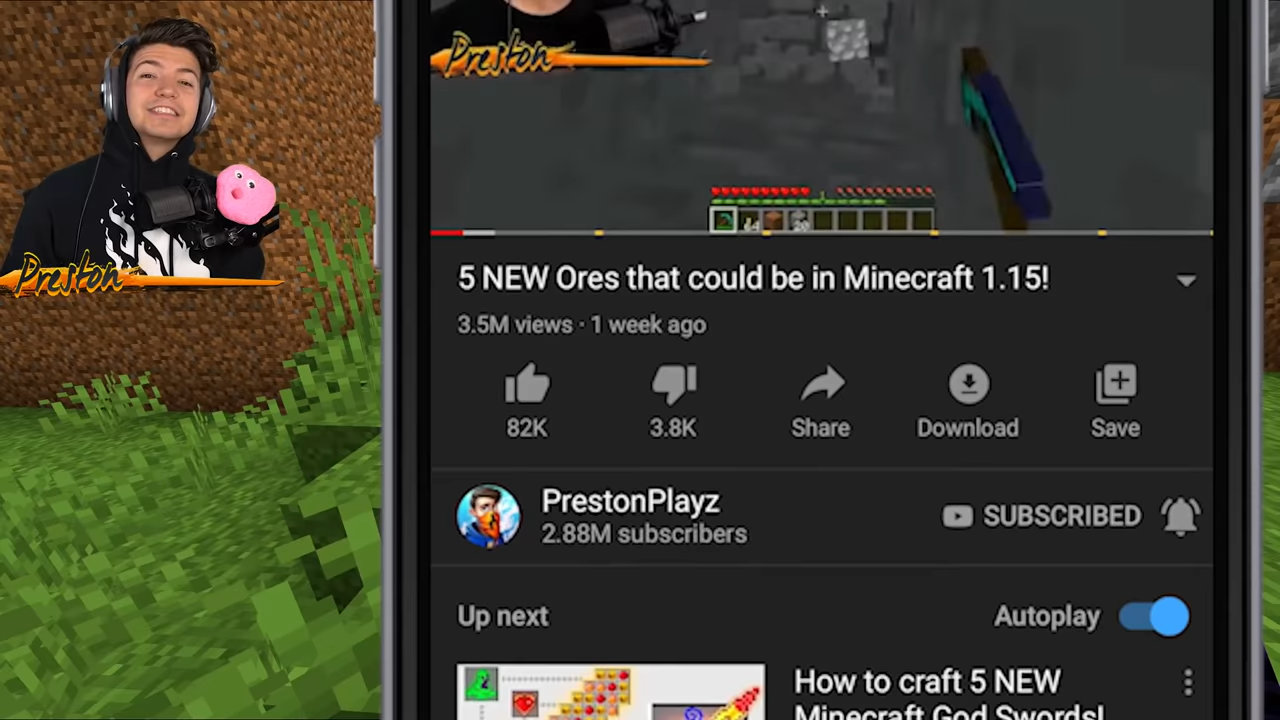 Preston
Preston
64
20
5 NEW Ores that could be in Minecraft 1.15!
3.5M views · 1 week ago
82K
3.8K
Share
Download
Save
PrestonPlayz
2.88M subscribers
SUBSCRIBED
Up next
Autoplay
How to craft 5 NEW
Minecraft God Swords!